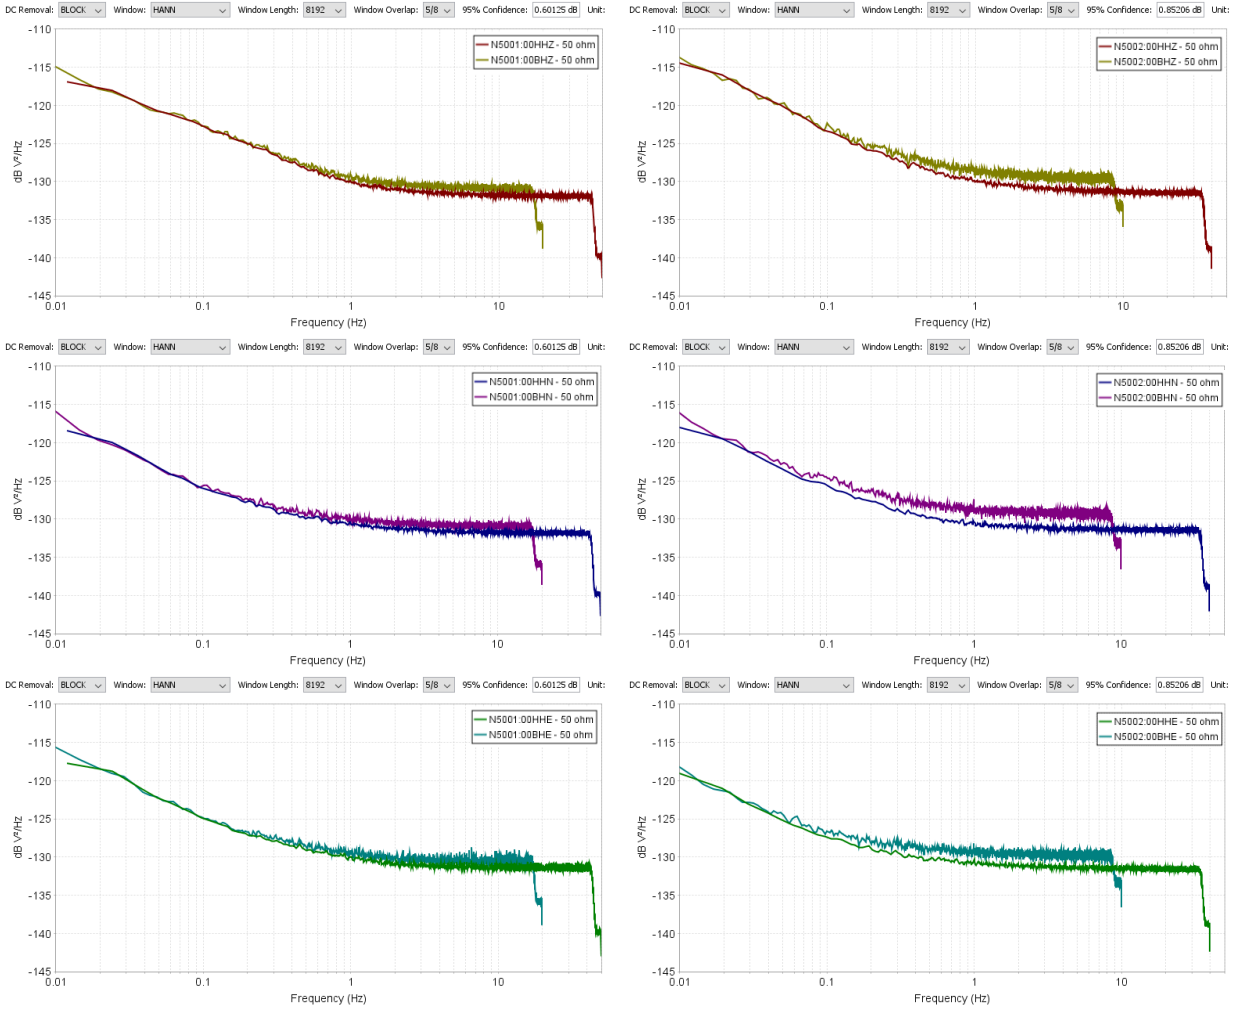 DC Removal: BLOCK Window: HANN Window Length: 8192 Window Overlap: 5/8 95% Confidence: 0.60125 dB Unit:
-110
-115
-120
-125
-130
-135
-140
-145
dB V²/Hz
N5001:00HHZ - 50 ohm
N5001:00BHZ - 50 ohm
0.01 0.1 1 10
Frequency (Hz)
DC Removal: BLOCK Window: HANN Window Length: 8192 Window Overlap: 5/8 95% Confidence: 0.85206 dB Unit:
-110
-115
-120
-125
-130
-135
-140
-145
dB V²/Hz
N5002:00HHZ - 50 ohm
N5002:00BHZ - 50 ohm
0.01 0.1 1 10
Frequency (Hz)
DC Removal: BLOCK Window: HANN Window Length: 8192 Window Overlap: 5/8 95% Confidence: 0.60125 dB Unit:
-110
-115
-120
-125
-130
-135
-140
-145
dB V²/Hz
N5001:00HHN - 50 ohm
N5001:00BHN - 50 ohm
0.01 0.1 1 10
Frequency (Hz)
DC Removal: BLOCK Window: HANN Window Length: 8192 Window Overlap: 5/8 95% Confidence: 0.85206 dB Unit:
-110
-115
-120
-125
-130
-135
-140
-145
dB V²/Hz
N5002:00HHN - 50 ohm
N5002:00BHN - 50 ohm
0.01 0.1 1 10
Frequency (Hz)
DC Removal: BLOCK Window: HANN Window Length: 8192 Window Overlap: 5/8 95% Confidence: 0.60125 dB Unit:
-110
-115
-120
-125
-130
-135
-140
-145
dB V²/Hz
N5001:00HHE - 50 ohm
N5001:00BHE - 50 ohm
0.01 0.1 1 10
Frequency (Hz)
DC Removal: BLOCK Window: HANN Window Length: 8192 Window Overlap: 5/8 95% Confidence: 0.85206 dB Unit:
-110
-115
-120
-125
-130
-135
-140
-145
dB V²/Hz
N5002:00HHE - 50 ohm
N5002:00BHE - 50 ohm
0.01 0.1 1 10
Frequency (Hz)